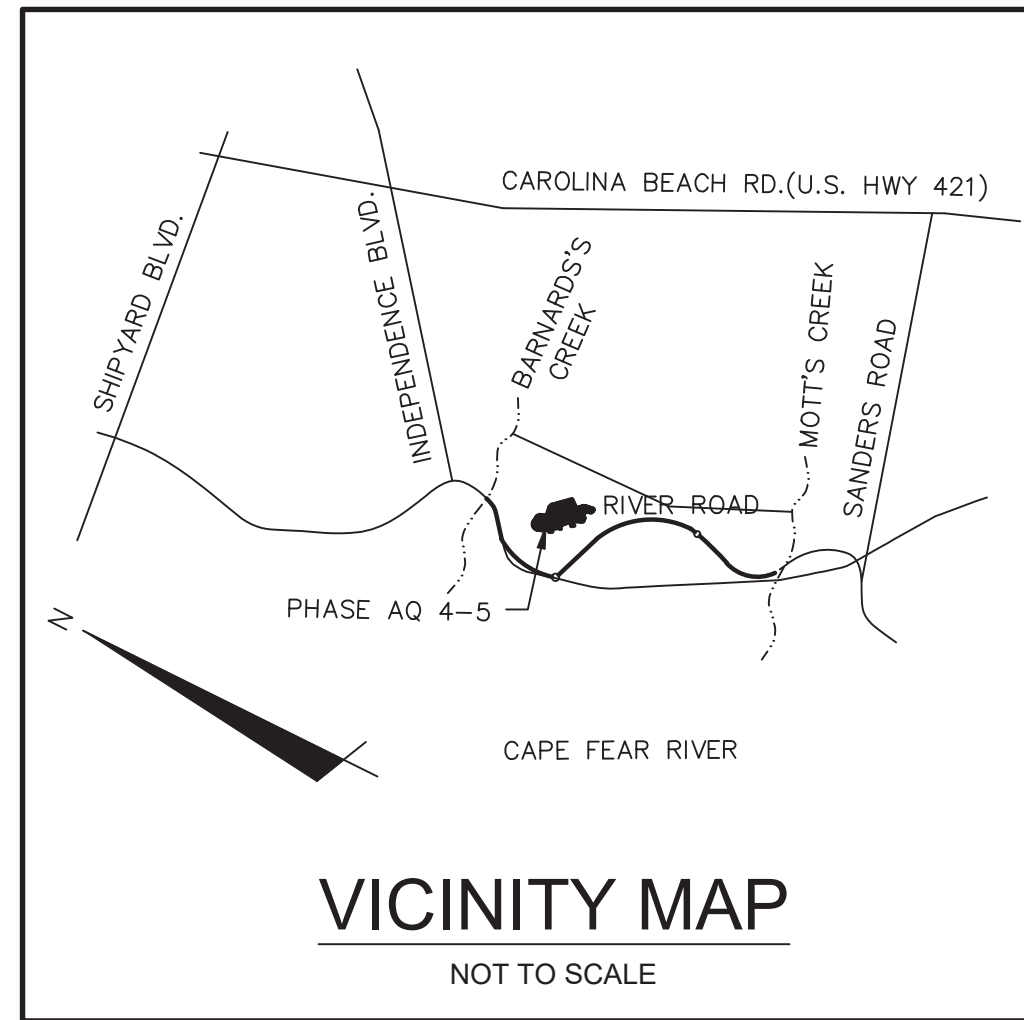 CAROLINA BEACH RD.(U.S. HWY 421)
SHIPYARD BLVD.
INDEPENDENCE BLVD.
BARNARDS'S
CREEK
MOTT'S CREEK
SANDERS ROAD
RIVER ROAD
PHASE AQ 4-5
N
CAPE FEAR RIVER
VICINITY MAP
NOT TO SCALE